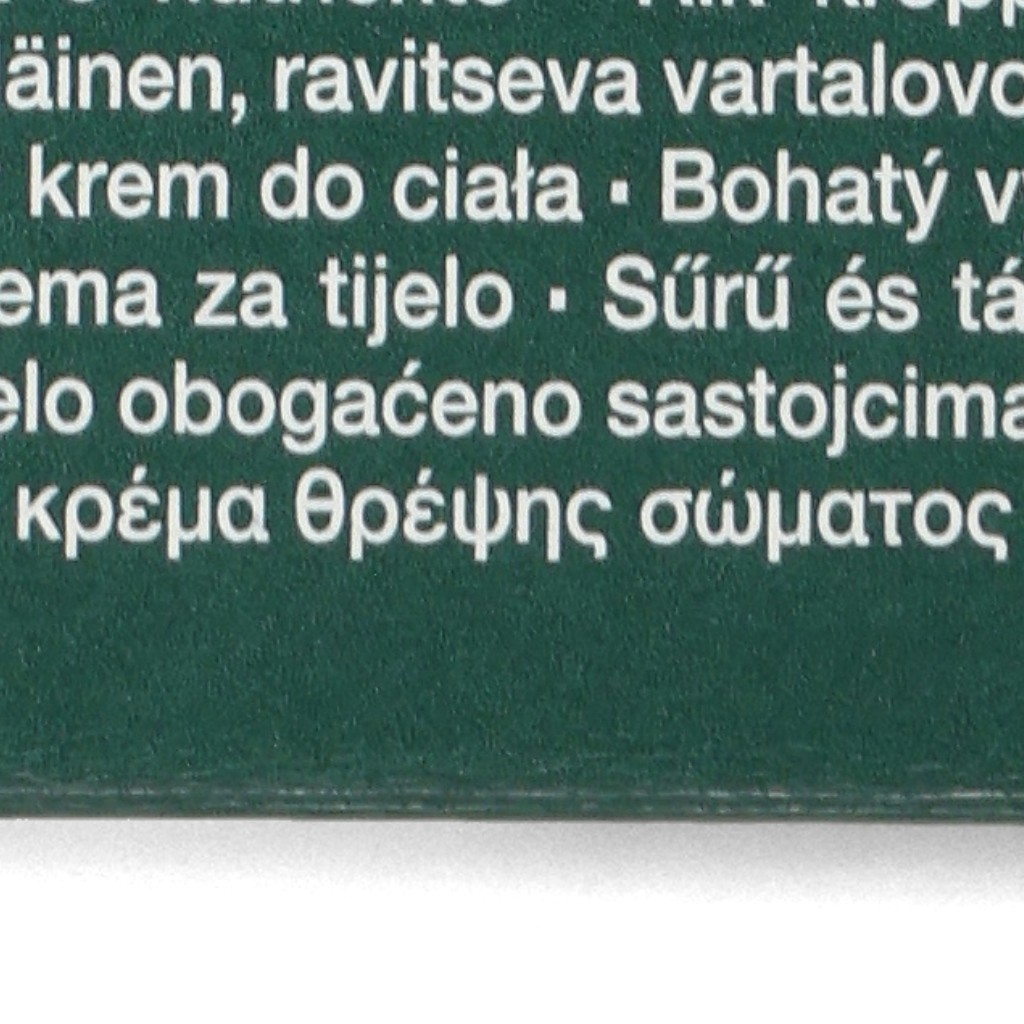 äinen, ravitseva vartalovo
krem do ciała · Bohatý v
ema za tijelo · Sűrű és tá
elo obogaćeno sastojcima
κρέμα θρέψης σώματος